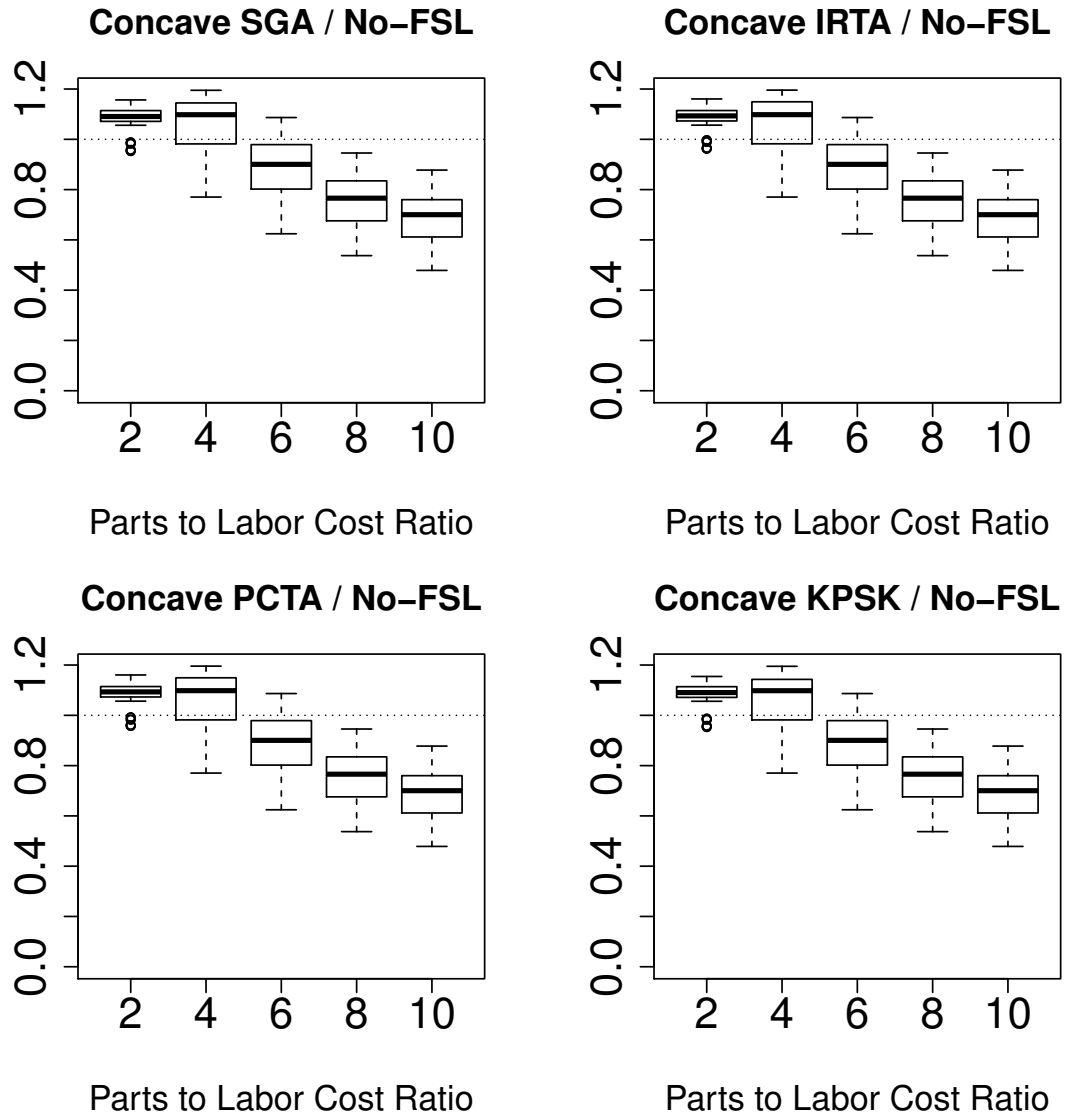 Concave SGA / No−FSL
1.2
0.8
0.4
0.0
2 4 6 8 10
Parts to Labor Cost Ratio
Concave IRTA / No−FSL
1.2
0.8
0.4
0.0
2 4 6 8 10
Parts to Labor Cost Ratio
Concave PCTA / No−FSL
1.2
0.8
0.4
0.0
2 4 6 8 10
Parts to Labor Cost Ratio
Concave KPSK / No−FSL
1.2
0.8
0.4
0.0
2 4 6 8 10
Parts to Labor Cost Ratio